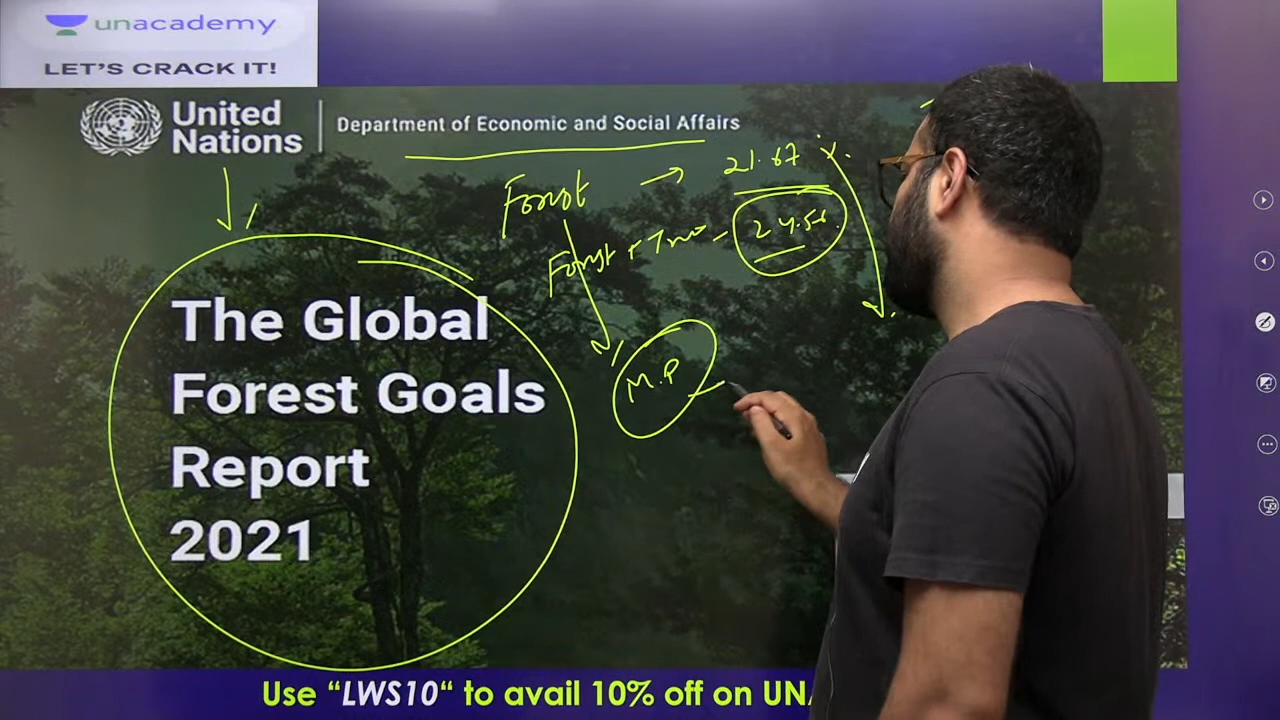 unacademy
LET'S CRACK IT!
United Nations
Department of Economic and Social Affairs
Forest → 21.67 %.
Forest + Tree - 24.56.
M.P
The Global
Forest Goals
Report
2021
Use “LWS10“ to avail 10% off on UNA